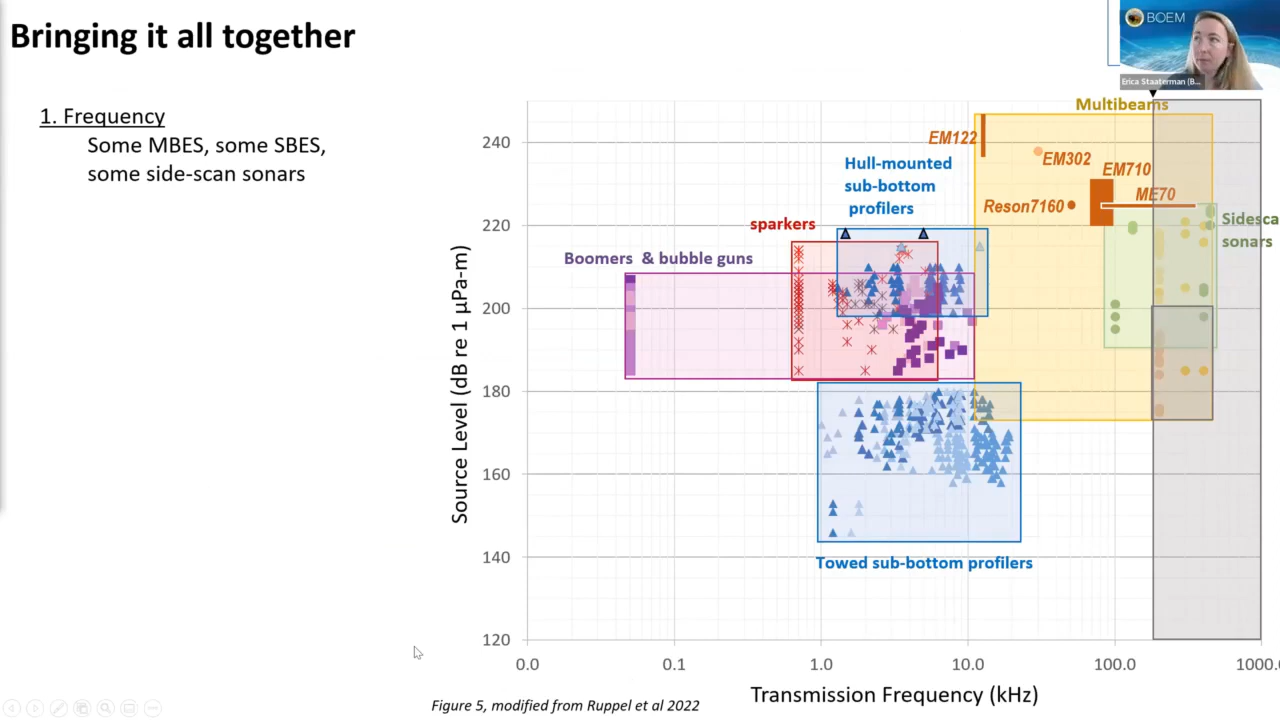 Bringing it all together
BOEM
Erica Staaterman (B...
1. Frequency
Some MBES, some SBES,
some side-scan sonars
Multibeams
EM122
EM302
EM710
ME70
Reson7160
Hull-mounted
sub-bottom
profilers
sparkers
Boomers & bubble guns
Sidesca
sonars
Towed sub-bottom profilers
Source Level (dB re 1 µPa-m)
240
220
200
180
160
140
120
0.0 0.1 1.0 10.0 100.0 1000.
Transmission Frequency (kHz)
Figure 5, modified from Ruppel et al 2022